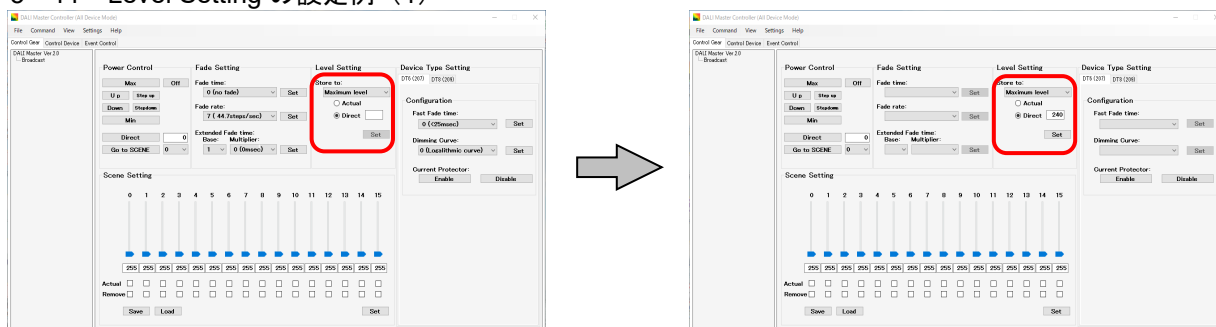 Level Setting の設定例（1）
DALI Master Controller (All Device Mode)
File Command View Settings Help
Control Gear Control Device Event Control
DALI Master Ver.2.0
Broadcast
Power Control
Max Off
Up Step up
Down Stepdown
Min
Direct 0
Go to SCENE 0
Fade Setting
Fade time:
0 (no fade) Set
Fade rate:
7 ( 44.7steps/sec) Set
Extended Fade time:
Base: Multiplier:
1 0 (0msec) Set
Level Setting
Store to:
Maximum level
Actual
Direct
Set
Device Type Setting
DT6 (207) DT8 (209)
Configuration
Fast Fade time:
0 (<25msec) Set
Dimming Curve:
0 (Logalithmic curve) Set
Current Protector:
Enable Disable
Scene Setting
0 1 2 3 4 5 6 7 8 9 10 11 12 13 14 15
255 255 255 255 255 255 255 255 255 255 255 255 255 255 255 255
Actual
Remove
Save Load Set
DALI Master Controller (All Device Mode)
File Command View Settings Help
Control Gear Control Device Event Control
DALI Master Ver.2.0
Broadcast
Power Control
Max Off
Up Step up
Down Stepdown
Min
Direct 0
Go to SCENE 0
Fade Setting
Fade time:
Set
Fade rate:
Set
Extended Fade time:
Base: Multiplier:
Set
Level Setting
Store to:
Maximum level
Actual
Direct 240
Set
Device Type Setting
DT6 (207) DT8 (209)
Configuration
Fast Fade time:
Set
Dimming Curve:
Set
Current Protector:
Enable Disable
Scene Setting
0 1 2 3 4 5 6 7 8 9 10 11 12 13 14 15
255 255 255 255 255 255 255 255 255 255 255 255 255 255 255 255
Actual
Remove
Save Load Set